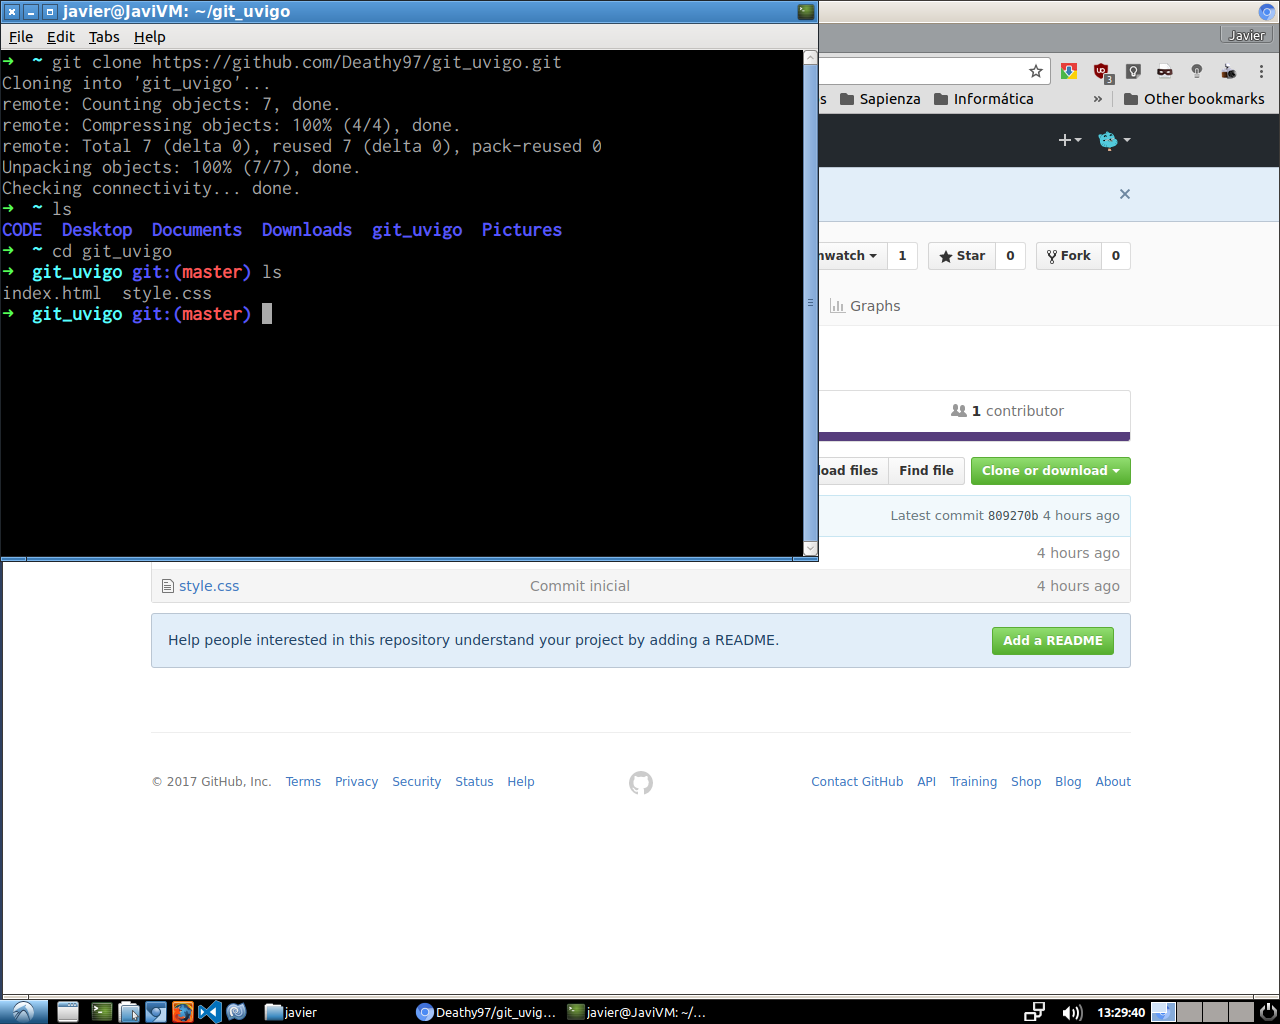 javier@JaviVM: ~/git_uvigo
File Edit Tabs Help
➜ ~ git clone https://github.com/Deathy97/git_uvigo.git
Cloning into 'git_uvigo'...
remote: Counting objects: 7, done.
remote: Compressing objects: 100% (4/4), done.
remote: Total 7 (delta 0), reused 7 (delta 0), pack-reused 0
Unpacking objects: 100% (7/7), done.
Checking connectivity... done.
➜ ~ ls
CODE Desktop Documents Downloads git_uvigo Pictures
➜ ~ cd git_uvigo
➜ git_uvigo git:(master) ls
index.html style.css
➜ git_uvigo git:(master)
Javier
3
s Sapienza Informática » Other bookmarks
nwatch 1 Star 0 Fork 0
Graphs
1 contributor
load files Find file Clone or download
Latest commit 809270b 4 hours ago
4 hours ago
style.css Commit inicial 4 hours ago
Help people interested in this repository understand your project by adding a README. Add a README
© 2017 GitHub, Inc. Terms Privacy Security Status Help Contact GitHub API Training Shop Blog About
javier Deathy97/git_uvig... javier@JaviVM: ~/... 13:29:40